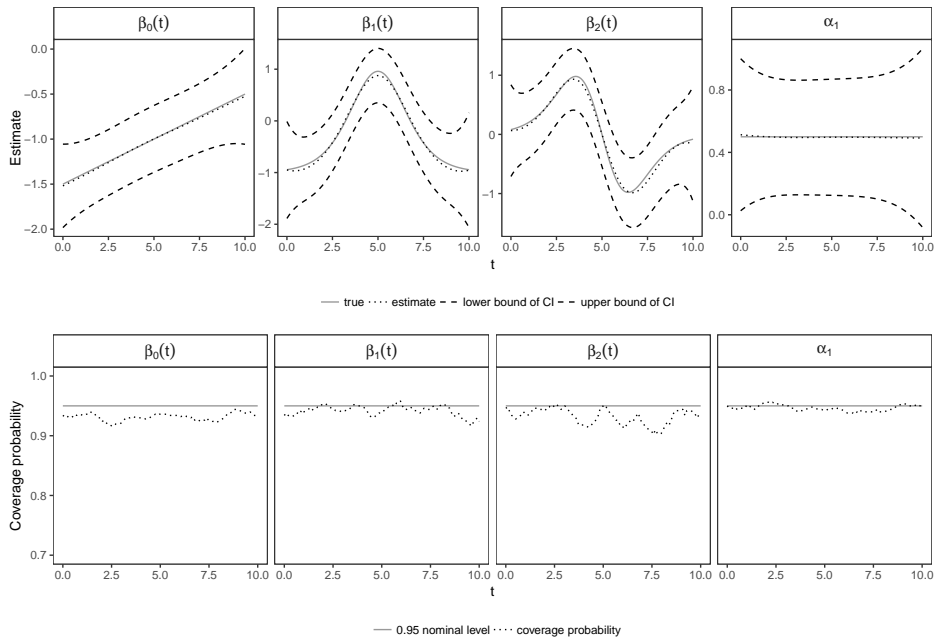 β0(t) β1(t) β2(t) α1
Estimate
0.0
−0.5
−1.0
−1.5
−2.0
1
0
−1
−2
1
0
−1
0.8
0.4
0.0
0.0 2.5 5.0 7.5 10.0 0.0 2.5 5.0 7.5 10.0 0.0 2.5 5.0 7.5 10.0 0.0 2.5 5.0 7.5 10.0
t
true estimate lower bound of CI upper bound of CI
β0(t) β1(t) β2(t) α1
Coverage probability
1.0
0.9
0.8
0.7
0.0 2.5 5.0 7.5 10.0 0.0 2.5 5.0 7.5 10.0 0.0 2.5 5.0 7.5 10.0 0.0 2.5 5.0 7.5 10.0
t
0.95 nominal level coverage probability